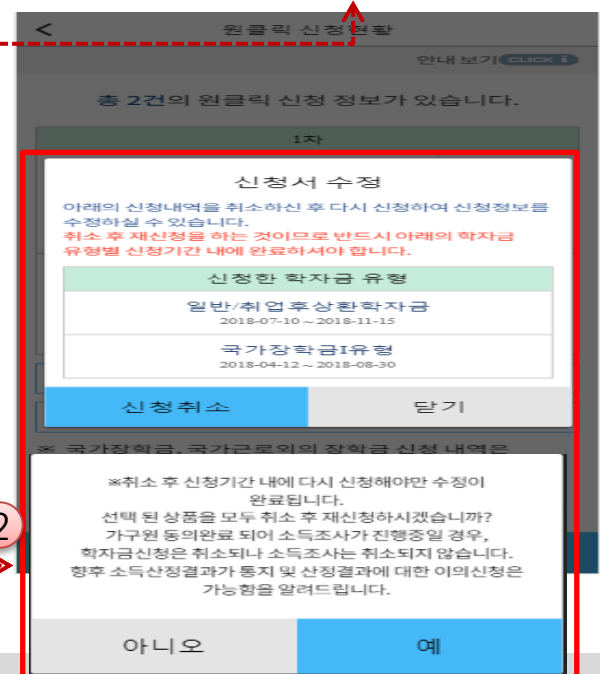 <
원클릭 신청현황
안내 보기 CLICK i
총 2건의 원클릭 신청 정보가 있습니다.
1차
신청서 수정
아래의 신청내역을 취소하신 후 다시 신청하여 신청정보를
수정하실 수 있습니다.
취소 후 재신청을 하는 것이므로 반드시 아래의 학자금
유형별 신청기간 내에 완료하셔야 합니다.
신청한 학자금 유형
일반/취업후상환학자금
2018-07-10 ~ 2018-11-15
국가장학금I유형
2018-04-12 ~ 2018-08-30
신청취소
닫기
※ 국가장학금, 국가근로외의 장학금 신청 내역은
※취소 후 신청기간 내에 다시 신청해야만 수정이
완료됩니다.
선택 된 상품을 모두 취소 후 재신청하시겠습니까?
가구원 동의완료 되어 소득조사가 진행중일 경우,
학자금신청은 취소되나 소득조사는 취소되지 않습니다.
향후 소득산정결과가 통지 및 산정결과에 대한 이의신청은
가능함을 알려드립니다.
2
아니오
예